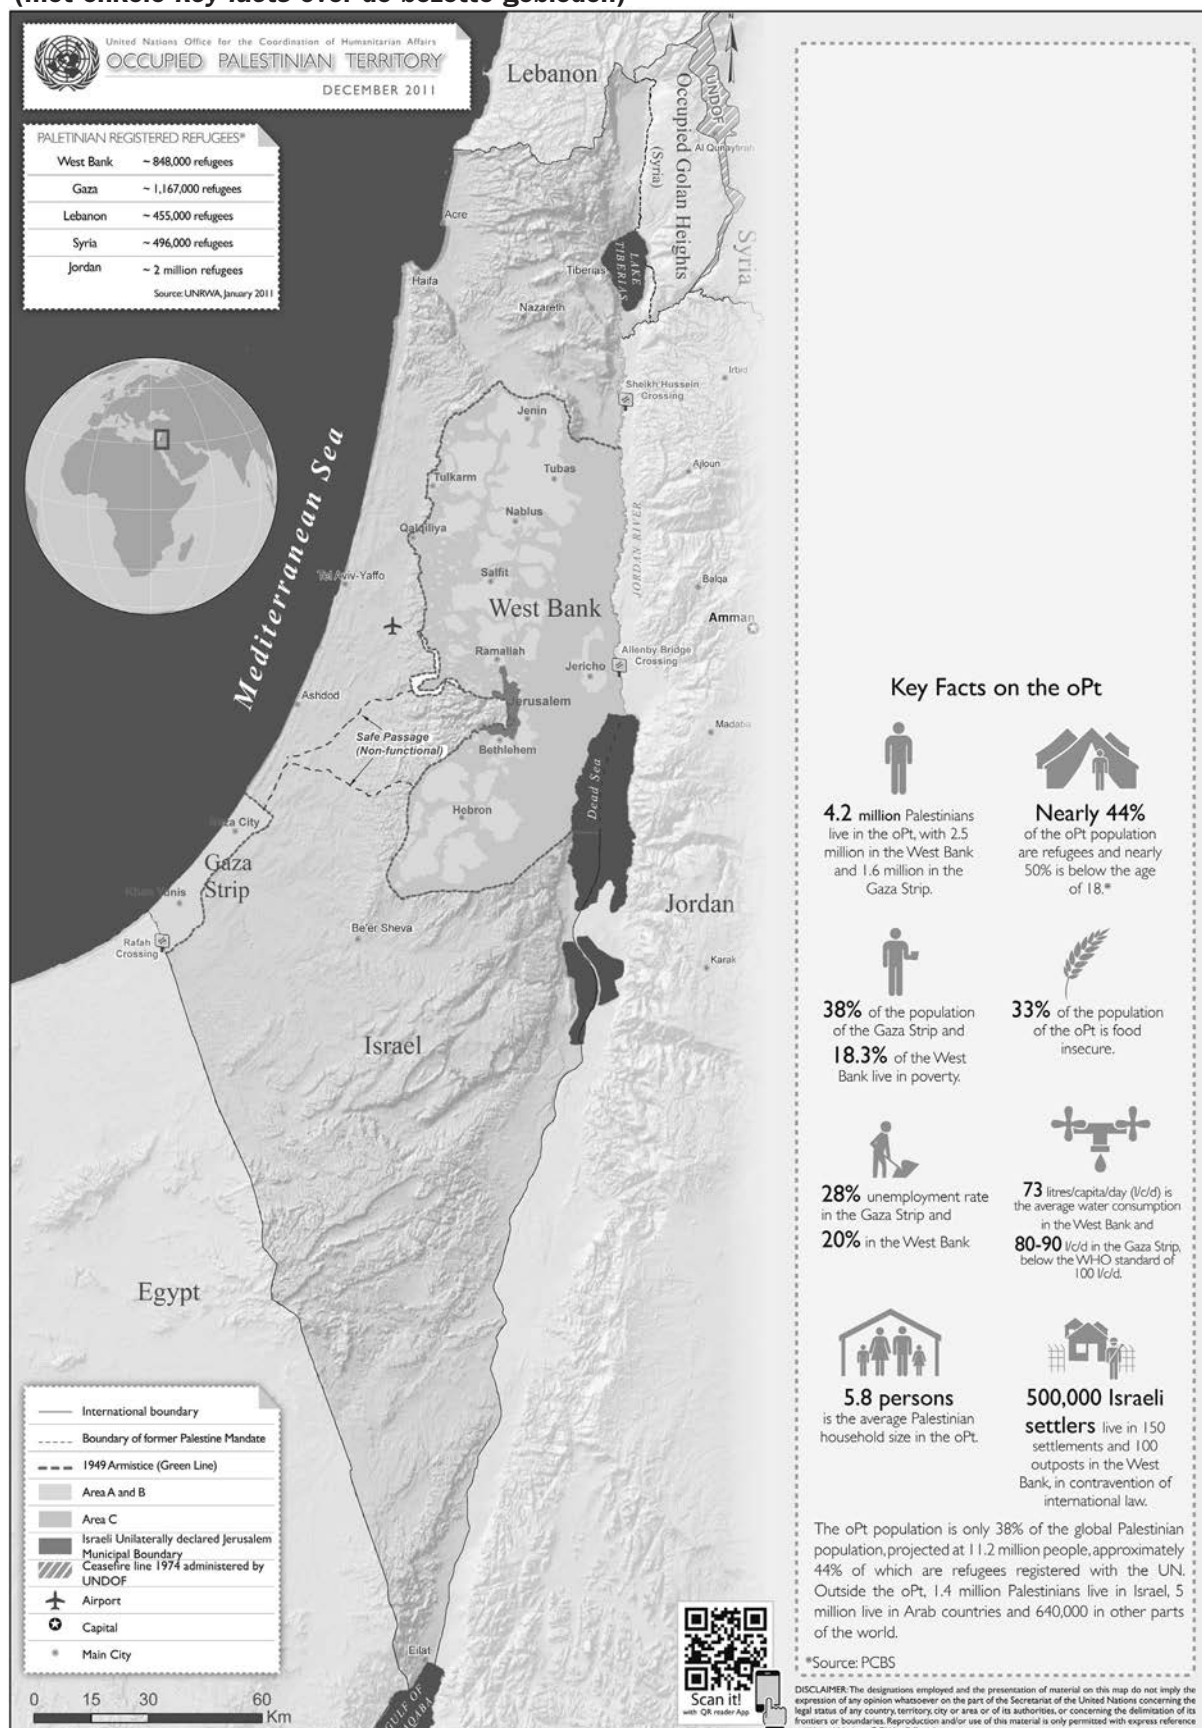 (met enkele key facts over de bezette gebieden)
United Nations Office for the Coordination of Humanitarian Affairs
OCCUPIED PALESTINIAN TERRITORY
DECEMBER 2011
PALETINIAN REGISTERED REFUGEES*
West Bank ~ 848,000 refugees
Gaza ~ 1,167,000 refugees
Lebanon ~ 455,000 refugees
Syria ~ 496,000 refugees
Jordan ~ 2 million refugees
Source: UNRWA, January 2011
N
Lebanon
UNDOF
Occupied Golan Heights
(Syria)
Al Qunaytirah
Syria
Acre
LAKE
TIBERIAS
Tiberias
Haifa
Nazareth
Irbid
Sheikh Hussein
Crossing
Jenin
Mediterranean Sea
Tubas
Ajloun
Tulkarm
Nablus
JORDAN RIVER
Qalqiliya
Tel Aviv-Yaffo
Salfit
Balqa
West Bank
Amman
Ramallah
Allenby Bridge
Crossing
Jericho
Ashdod
Jerusalem
Safe Passage
(Non-functional)
Bethlehem
Madaba
Dead Sea
Hebron
Gaza City
Gaza
Strip
Khan Yunis
Jordan
Be'er Sheva
Rafah
Crossing
Karak
Israel
Egypt
Eilat
GULF OF
AQABA
International boundary
Boundary of former Palestine Mandate
1949 Armistice (Green Line)
Area A and B
Area C
Israeli Unilaterally declared Jerusalem
Municipal Boundary
Ceasefire line 1974 administered by
UNDOF
Airport
Capital
Main City
0 15 30 60
Km
Scan it!
with QR reader App
Key Facts on the oPt
4.2 million Palestinians
live in the oPt, with 2.5
million in the West Bank
and 1.6 million in the
Gaza Strip.
Nearly 44%
of the oPt population
are refugees and nearly
50% is below the age
of 18.*
38% of the population
of the Gaza Strip and
18.3% of the West
Bank live in poverty.
33% of the population
of the oPt is food
insecure.
28% unemployment rate
in the Gaza Strip and
20% in the West Bank
73 litres/capita/day (l/c/d) is
the average water consumption
in the West Bank and
80-90 l/c/d in the Gaza Strip,
below the WHO standard of
100 l/c/d.
5.8 persons
is the average Palestinian
household size in the oPt.
500,000 Israeli
settlers live in 150
settlements and 100
outposts in the West
Bank, in contravention of
international law.
The oPt population is only 38% of the global Palestinian
population, projected at 11.2 million people, approximately
44% of which are refugees registered with the UN.
Outside the oPt, 1.4 million Palestinians live in Israel, 5
million live in Arab countries and 640,000 in other parts
of the world.
*Source: PCBS
DISCLAIMER: The designations employed and the presentation of material on this map do not imply the
expression of any opinion whatsoever on the part of the Secretariat of the United Nations concerning the
legal status of any country, territory, city or area or of its authorities, or concerning the delimitation of its
frontiers or boundaries. Reproduction and/or use of this material is only permitted with express reference